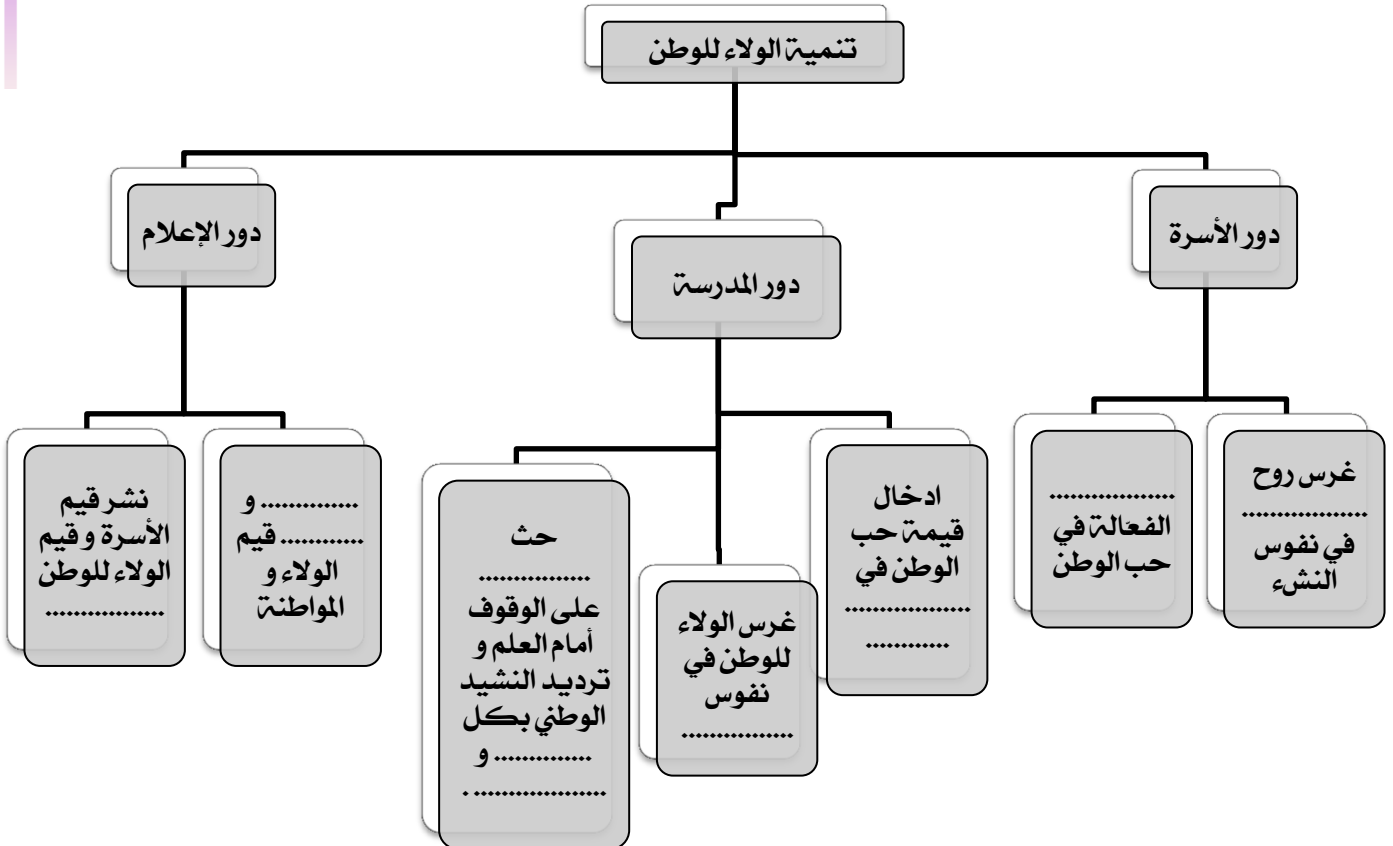 تنمية الولاء للوطن
دور الأسرة
غرس روح
..................
في نفوس
النشء
..................
الفعالة في
حب الوطن
دور المدرسة
ادخال
قيمة حب
الوطن في
..................
............
غرس الولاء
للوطن في
نفوس
................
حث
................
على الوقوف
أمام العلم و
ترديد النشيد
الوطني بكل
.............. و
................... .
دور الإعلام
.............. و
............ قيم
الولاء و
المواطنة
نشر قيم
الأسرة و قيم
الولاء للوطن
.................